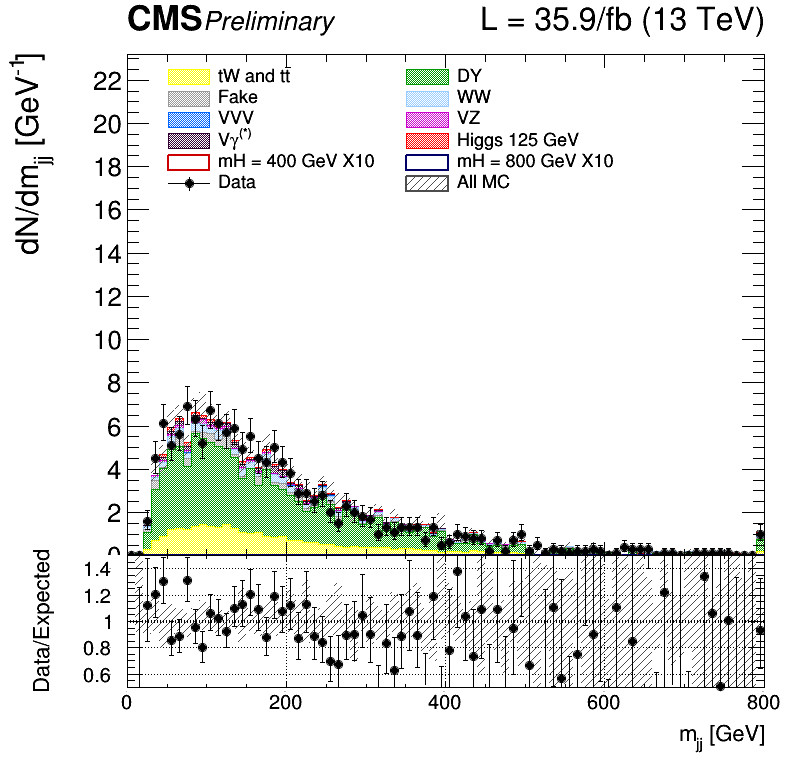 CMS Preliminary L = 35.9/fb (13 TeV)
dN/dm_jj [GeV^-1]
22
20
18
16
14
12
10
8
6
4
2
0
tW and tt
DY
Fake
WW
VVV
VZ
Vγ(*)
Higgs 125 GeV
mH = 400 GeV X10
mH = 800 GeV X10
Data
All MC
Data/Expected
1.4
1.2
1
0.8
0.6
0 200 400 600 800
m_jj [GeV]